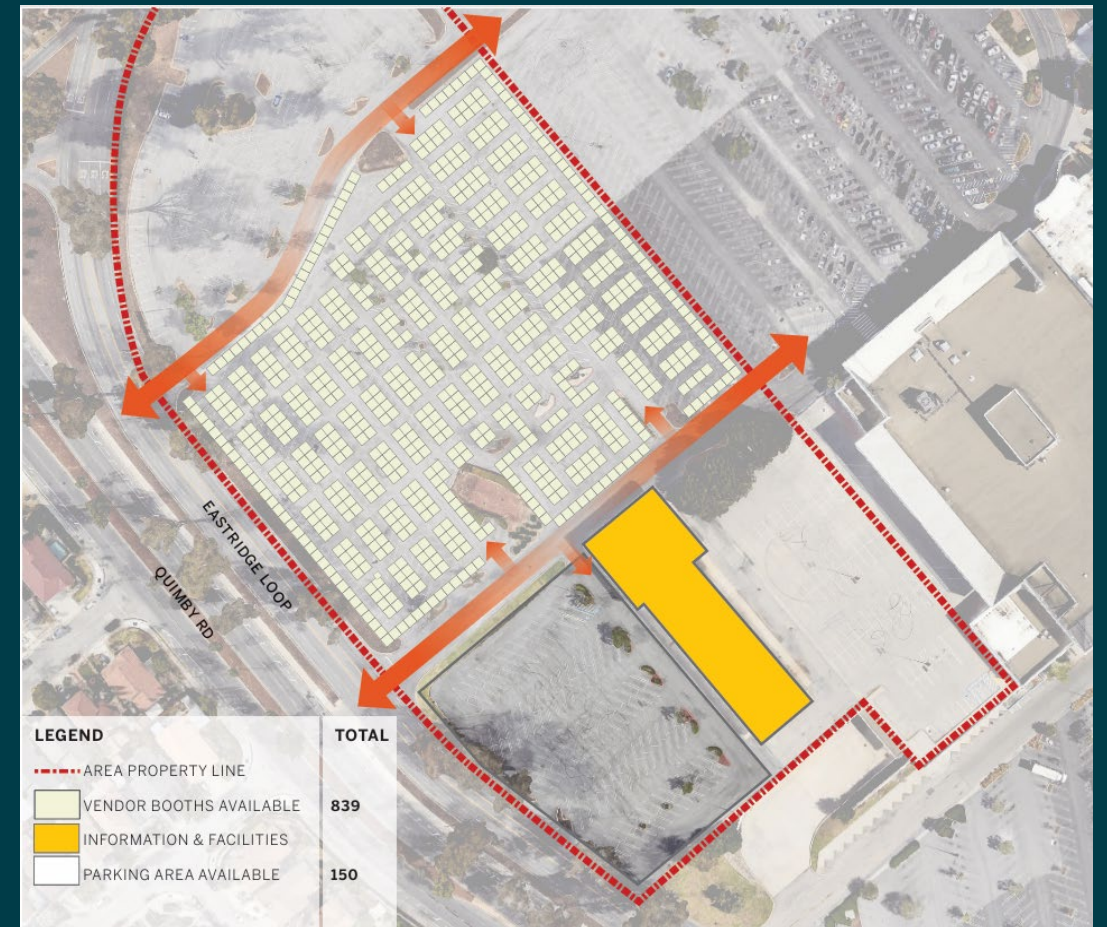 EASTRIDGE LOOP
QUIMBY RD
LEGEND TOTAL
AREA PROPERTY LINE
VENDOR BOOTHS AVAILABLE 839
INFORMATION & FACILITIES
PARKING AREA AVAILABLE 150